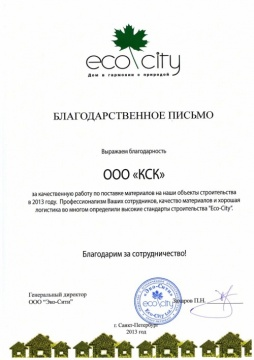 eco city
Дом в гармонии с природой
БЛАГОДАРСТВЕННОЕ ПИСЬМО
Выражаем благодарность
ООО «КСК»
за качественную работу по поставке материалов на наши объекты строительства
в 2013 году. Профессионализм Ваших сотрудников, качество материалов и хорошая
логистика во многом определили высокие стандарты строительства "Eco-City".
Благодарим за сотрудничество!
Генеральный директор
ООО "Эко-Сити"
Захаров П.Н.
«Эко-Сити»
eco city
г. Санкт-Петербург
2013 год